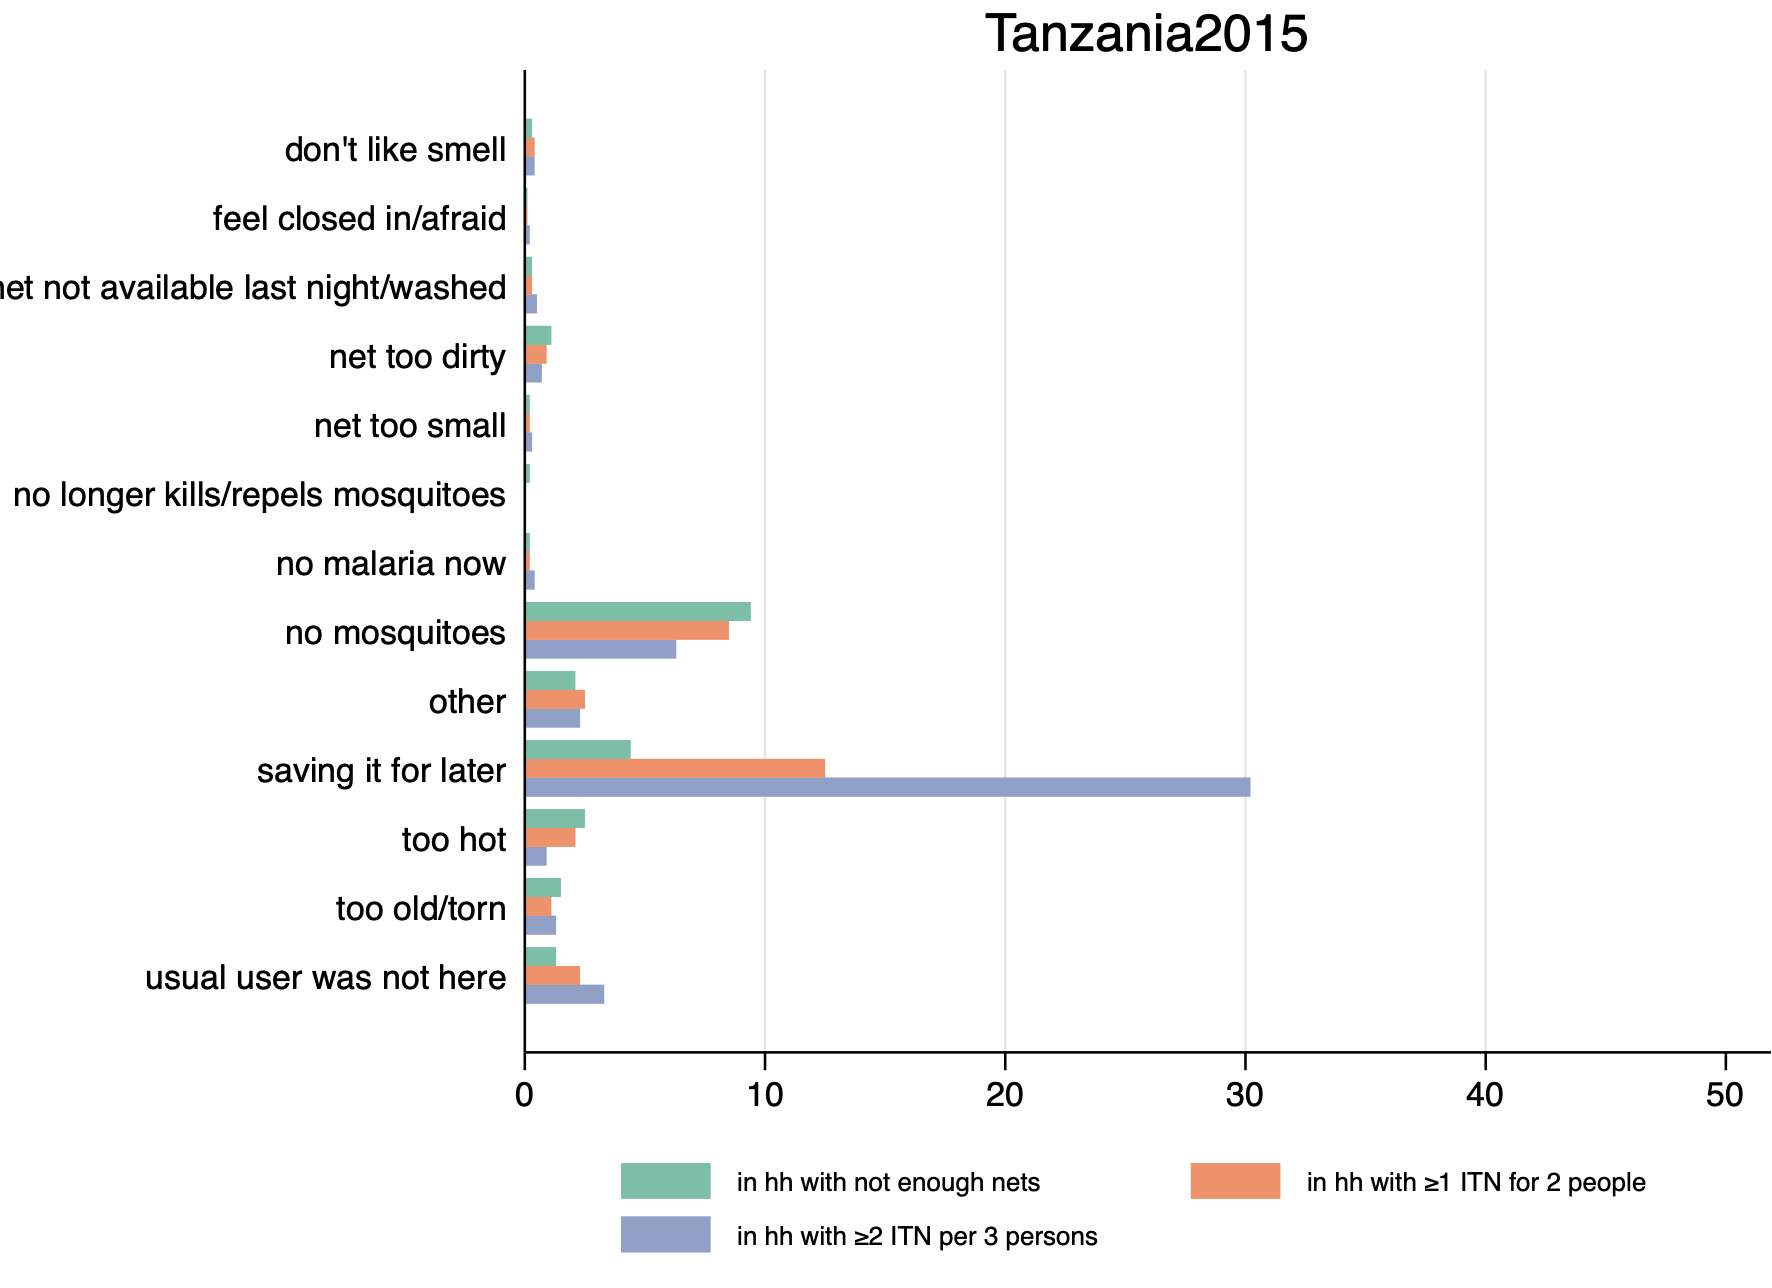 Tanzania2015
don't like smell
feel closed in/afraid
not available last night/washed
net too dirty
net too small
no longer kills/repels mosquitoes
no malaria now
no mosquitoes
other
saving it for later
too hot
too old/torn
usual user was not here
0 10 20 30 40 50
in hh with not enough nets
in hh with ≥1 ITN for 2 people
in hh with ≥2 ITN per 3 persons